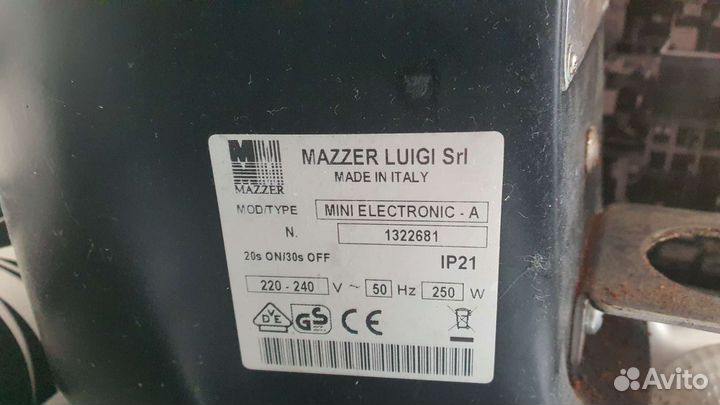 M
MAZZER
MAZZER LUIGI Srl
MADE IN ITALY
MOD/TYPE MINI ELECTRONIC - A
N. 1322681
20s ON/30s OFF IP21
220 - 240 V ~ 50 Hz 250 W
DVE GS CE
Avito